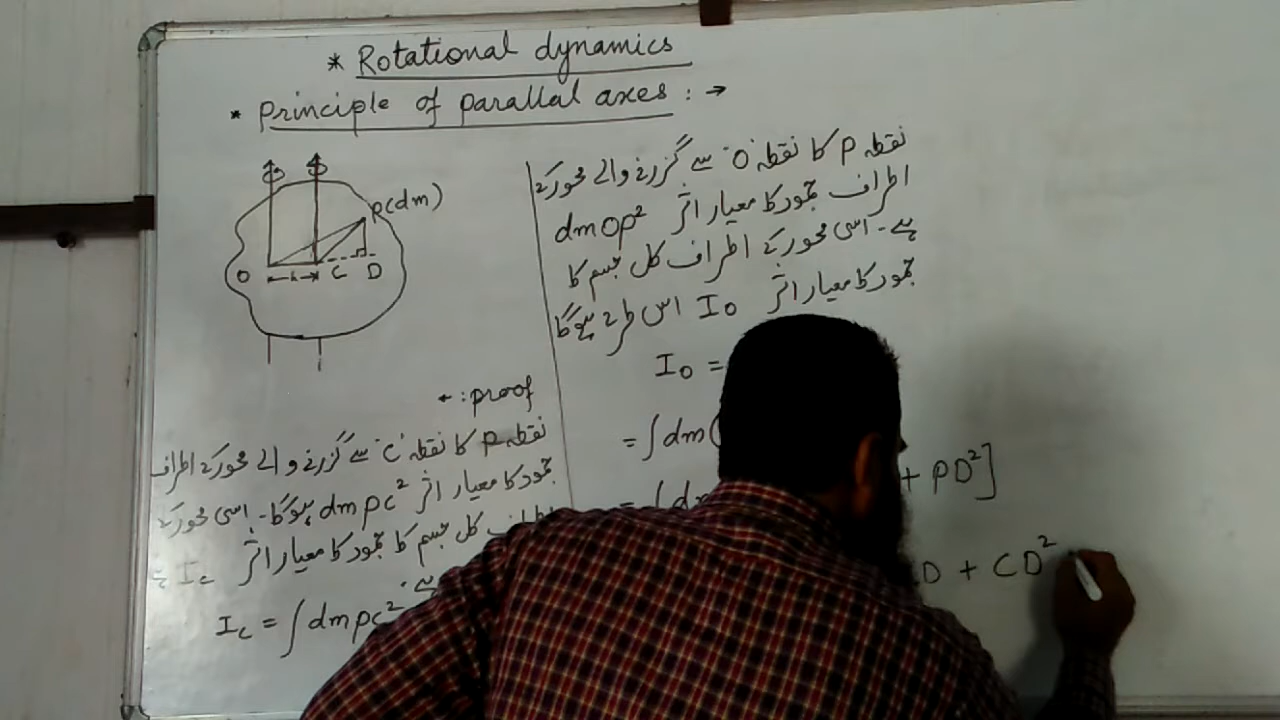 * Rotational dynamics
* Principle of parallal axes : →
P(dm)
O h C D
← : proof
نقطہ P کا نقطہ 'C' سے گزرنے والے محور کے اطراف
جمود کا معیار اثر dm PC² ہوگا۔ اسی محور کے
اطراف کل جسم کا جمود کا معیار اثر Ic ہے
Ic = ∫ dm PC²
نقطہ P کا نقطہ 'O' سے گزرنے والے محور کے
اطراف جمود کا معیار اثر dm OP²
ہے۔ اسی محور کے اطراف کل جسم کا
جمود کا معیار اثر IO اس طرح ہوگا
IO =
= ∫ dm (
= ∫ dm + PD²]
D + CD²